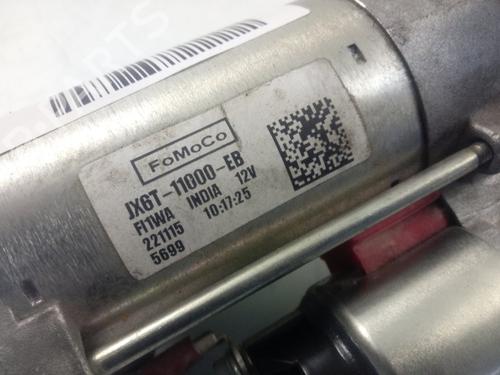 FoMoCo
JX6T-11000-EB
F11WA INDIA 12V
221115 10:17:25
5699